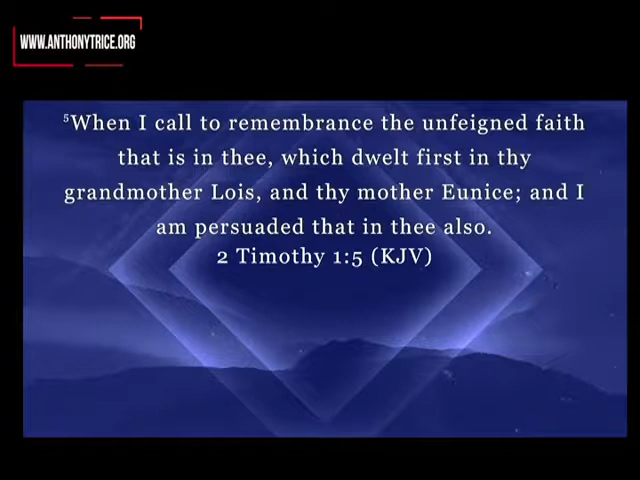 WWW.ANTHONYTRICE.ORG
⁵When I call to remembrance the unfeigned faith
that is in thee, which dwelt first in thy
grandmother Lois, and thy mother Eunice; and I
am persuaded that in thee also.
2 Timothy 1:5 (KJV)